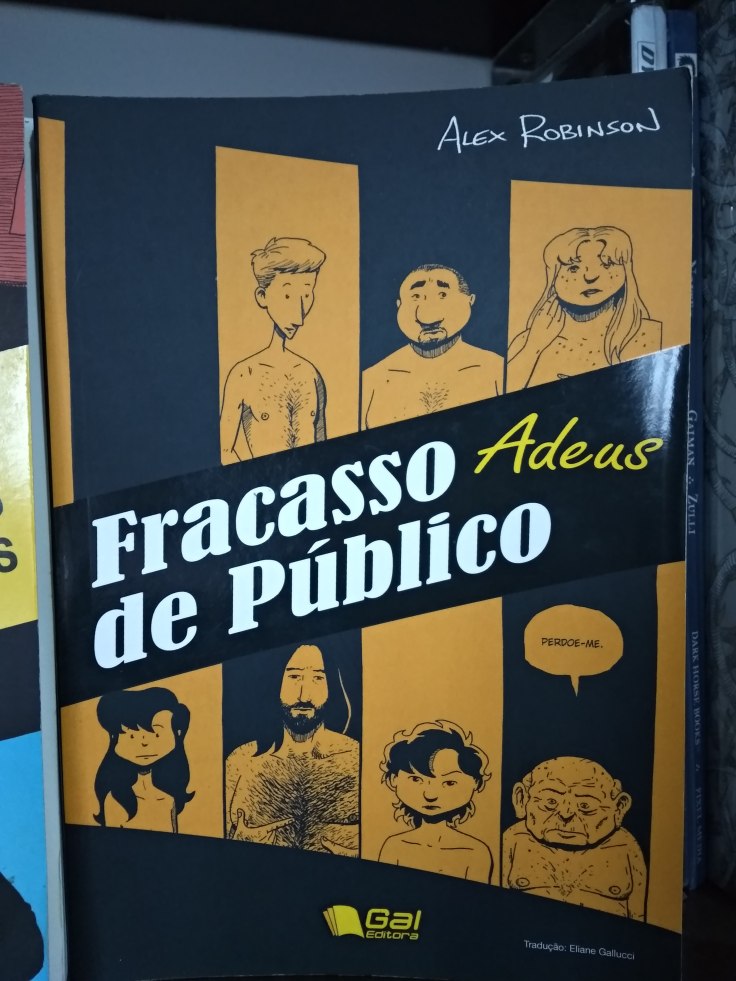 ALEX ROBINSON
Fracasso Adeus
de Público
PERDOE-ME.
Gal
Editora
Tradução: Eliane Gallucci
GAIMAN & ZULLI
DARK HORSE BOOKS